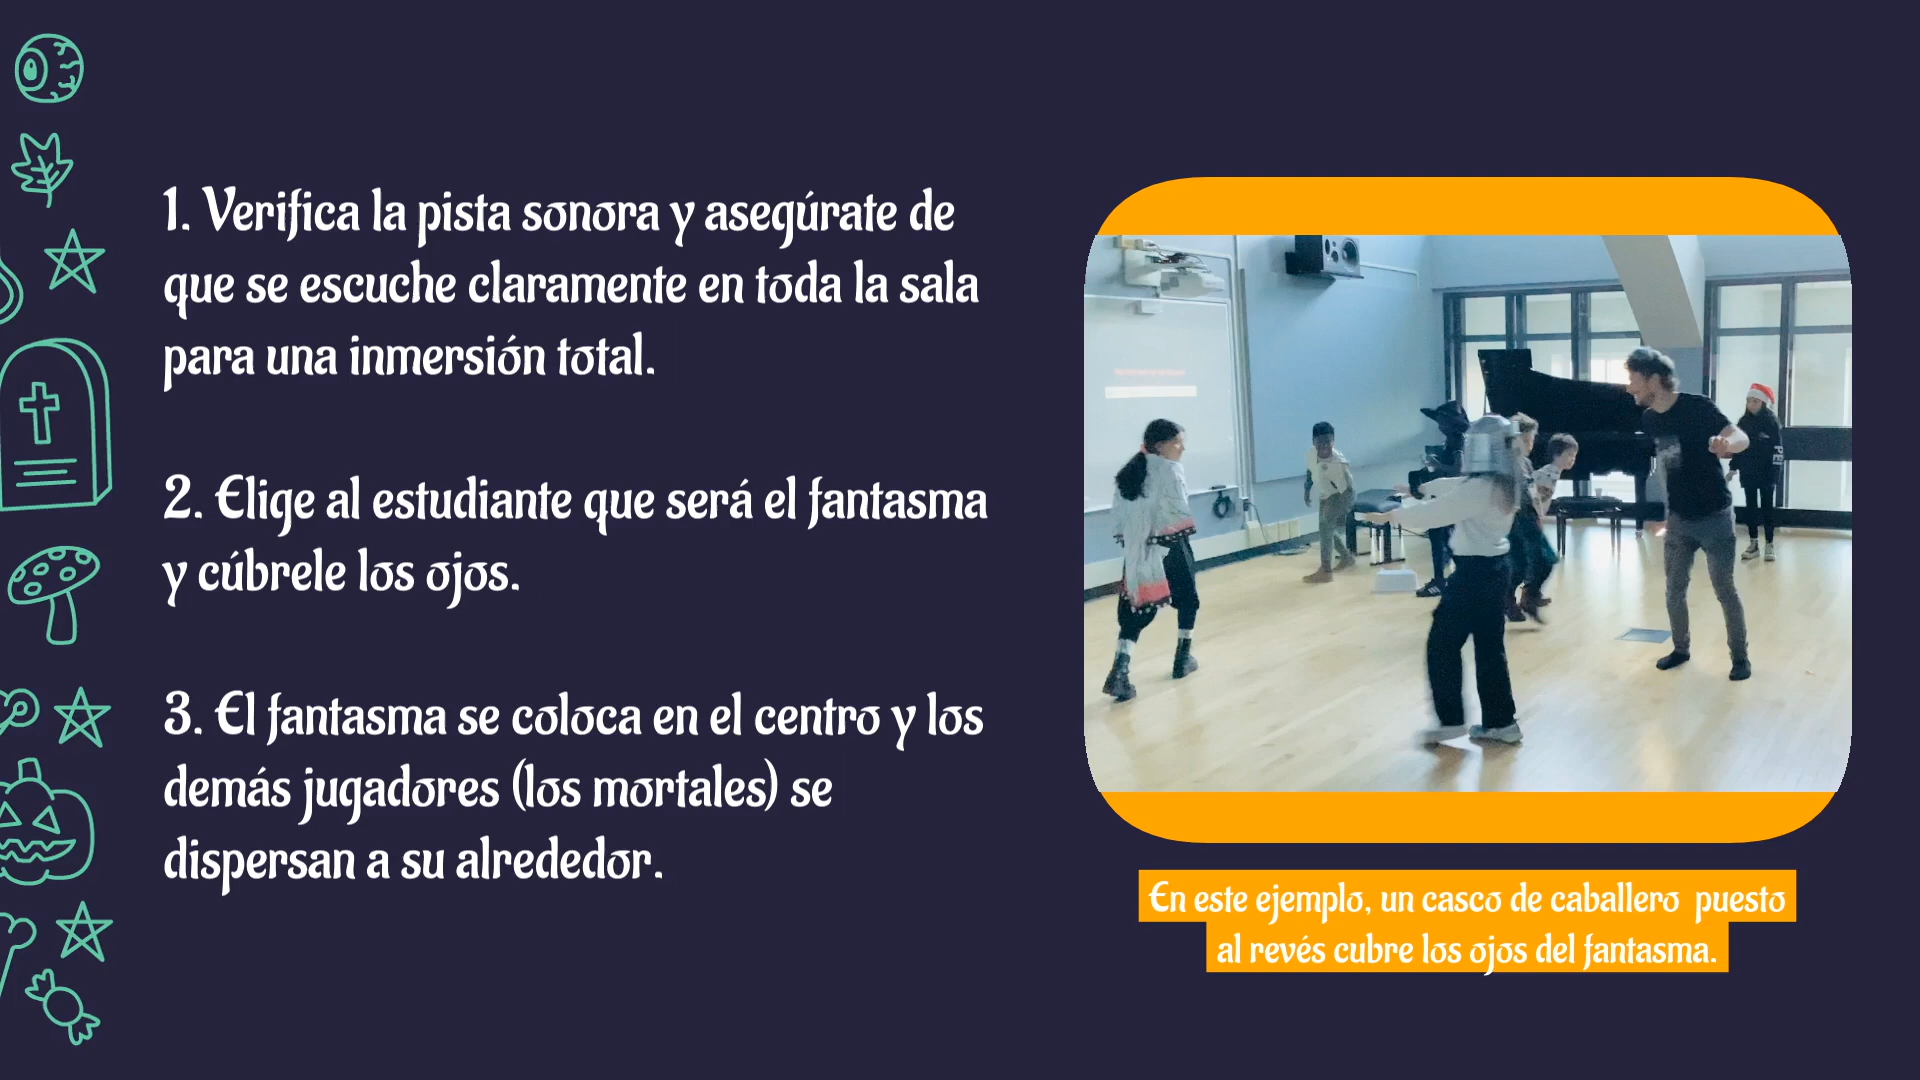 1. Verifica la pista sonora y asegúrate de
que se escuche claramente en toda la sala
para una inmersión total.
2. Elige al estudiante que será el fantasma
y cúbrele los ojos.
3. El fantasma se coloca en el centro y los
demás jugadores (los mortales) se
dispersan a su alrededor.
En este ejemplo, un casco de caballero puesto
al revés cubre los ojos del fantasma.